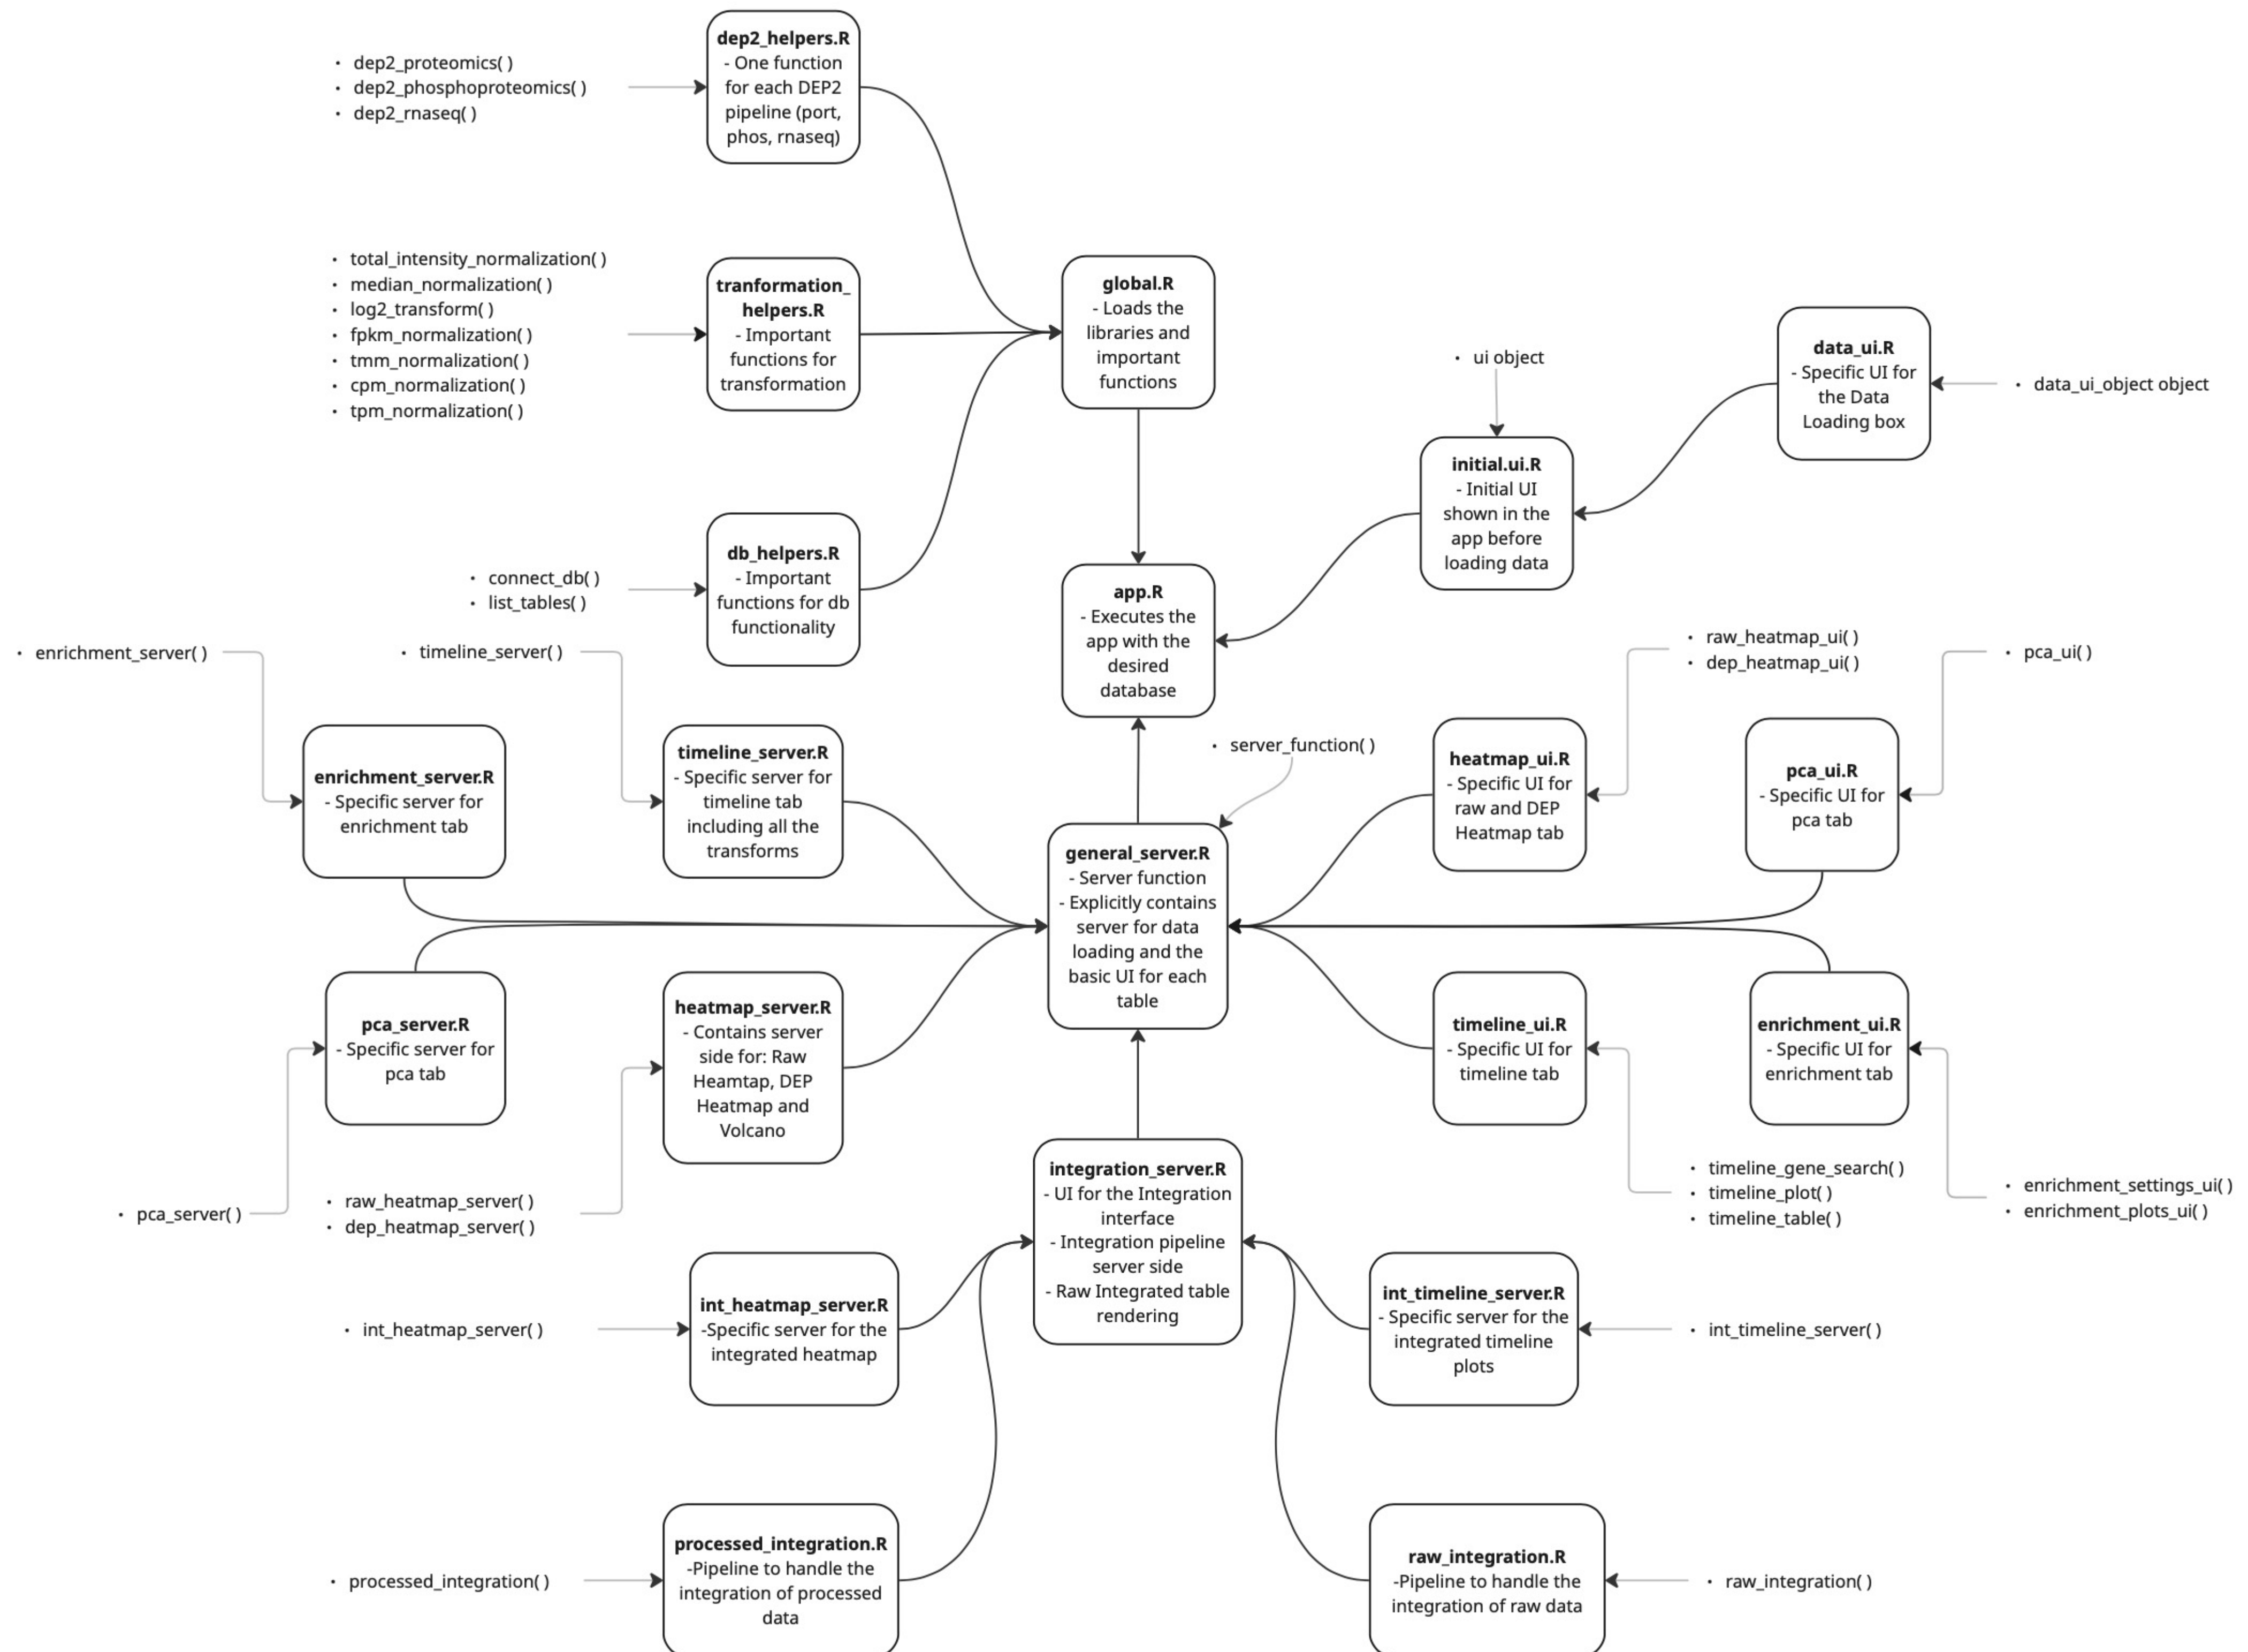 dep2_helpers.R
- One function
for each DEP2
pipeline (port,
phos, rnaseq)
• dep2_proteomics( )
• dep2_phosphoproteomics( )
• dep2_rnaseq( )
• total_intensity_normalization( )
• median_normalization( )
• log2_transform( )
• fpkm_normalization( )
• tmm_normalization( )
• cpm_normalization( )
• tpm_normalization( )
tranformation_
helpers.R
- Important
functions for
transformation
global.R
- Loads the
libraries and
important
functions
• ui object
data_ui.R
- Specific UI for
the Data
Loading box
• data_ui_object object
initial.ui.R
- Initial UI
shown in the
app before
loading data
• connect_db( )
• list_tables( )
db_helpers.R
- Important
functions for db
functionality
app.R
- Executes the
app with the
desired
database
• enrichment_server( )
• timeline_server( )
• raw_heatmap_ui( )
• dep_heatmap_ui( )
• pca_ui( )
enrichment_server.R
- Specific server for
enrichment tab
timeline_server.R
- Specific server for
timeline tab
including all the
transforms
• server_function( )
heatmap_ui.R
- Specific UI for
raw and DEP
Heatmap tab
pca_ui.R
- Specific UI for
pca tab
general_server.R
- Server function
- Explicitly contains
server for data
loading and the
basic UI for each
table
pca_server.R
- Specific server for
pca tab
heatmap_server.R
- Contains server
side for: Raw
Heamtap, DEP
Heatmap and
Volcano
timeline_ui.R
- Specific UI for
timeline tab
enrichment_ui.R
- Specific UI for
enrichment tab
• pca_server( )
• raw_heatmap_server( )
• dep_heatmap_server( )
integration_server.R
- UI for the Integration
interface
- Integration pipeline
server side
- Raw Integrated table
rendering
• timeline_gene_search( )
• timeline_plot( )
• timeline_table( )
• enrichment_settings_ui( )
• enrichment_plots_ui( )
• int_heatmap_server( )
int_heatmap_server.R
-Specific server for the
integrated heatmap
int_timeline_server.R
- Specific server for the
integrated timeline
plots
• int_timeline_server( )
• processed_integration( )
processed_integration.R
-Pipeline to handle the
integration of processed
data
raw_integration.R
-Pipeline to handle the
integration of raw data
• raw_integration( )